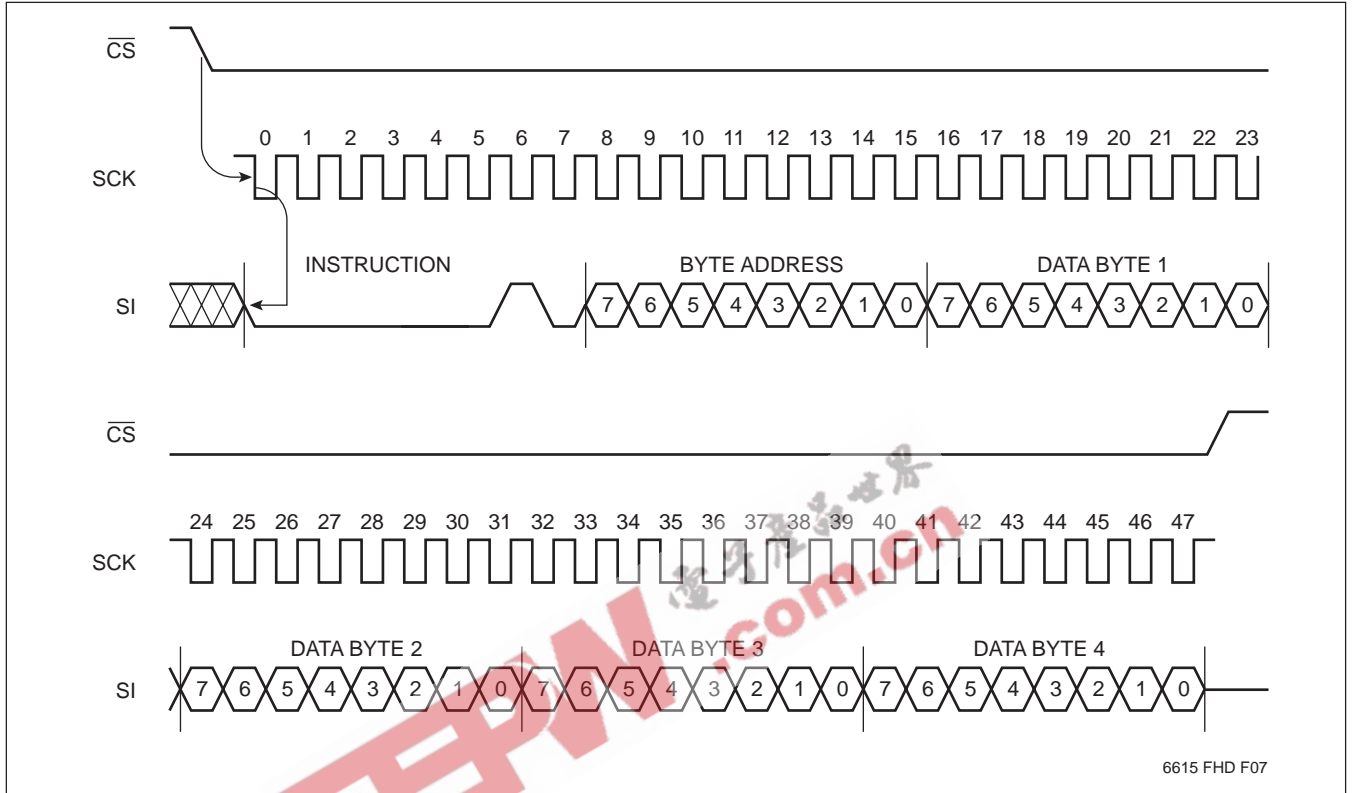 CS
0 1 2 3 4 5 6 7 8 9 10 11 12 13 14 15 16 17 18 19 20 21 22 23
SCK
INSTRUCTION BYTE ADDRESS DATA BYTE 1
SI 7 6 5 4 3 2 1 0 7 6 5 4 3 2 1 0
CS
24 25 26 27 28 29 30 31 32 33 34 35 36 37 38 39 40 41 42 43 44 45 46 47
SCK
DATA BYTE 2 DATA BYTE 3 DATA BYTE 4
SI 7 6 5 4 3 2 1 0 7 6 5 4 3 2 1 0 7 6 5 4 3 2 1 0
.com.cn
6615 FHD F07